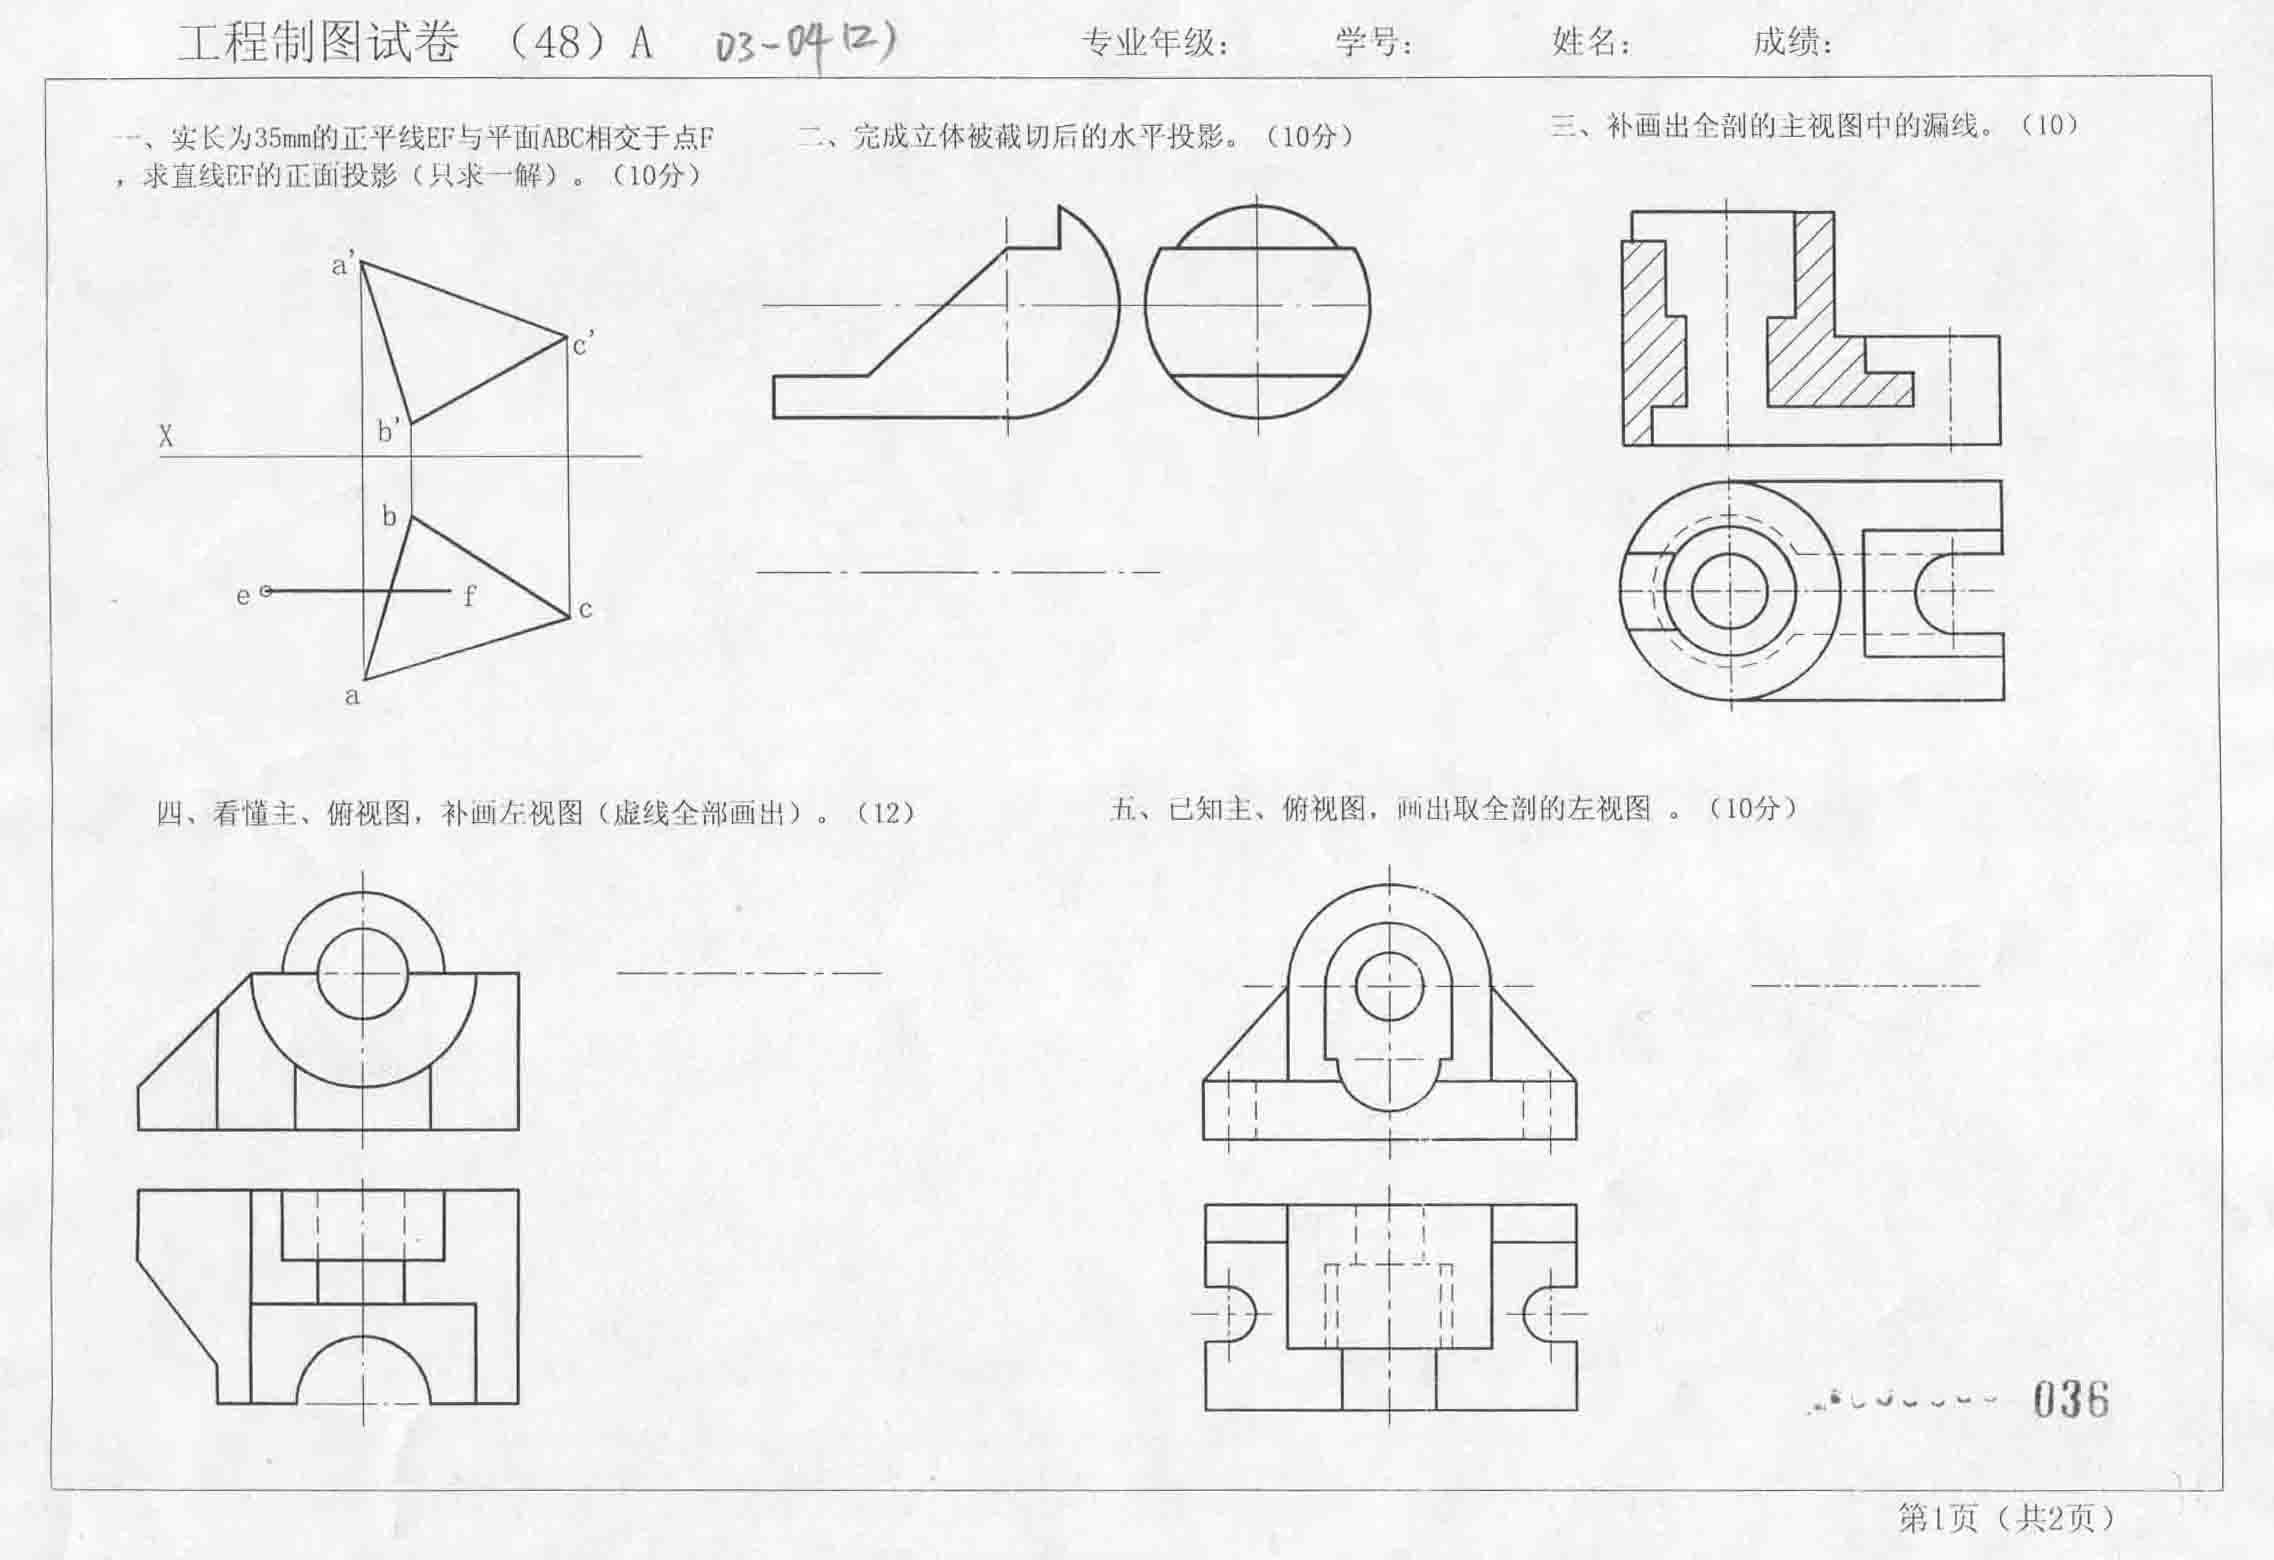 工程制图试卷 （48）A 03-04(2) 专业年级： 学号： 姓名： 成绩：
一、实长为35mm的正平线EF与平面ABC相交于点F
，求直线EF的正面投影（只求一解）。（10分）
二、完成立体被截切后的水平投影。（10分）
三、补画出全剖的主视图中的漏线。（10）
a'
c'
b'
X
b
e
f
c
a
四、看懂主、俯视图，补画左视图（虚线全部画出）。（12）
五、已知主、俯视图，画出取全剖的左视图 。（10分）
036
第1页（共2页）